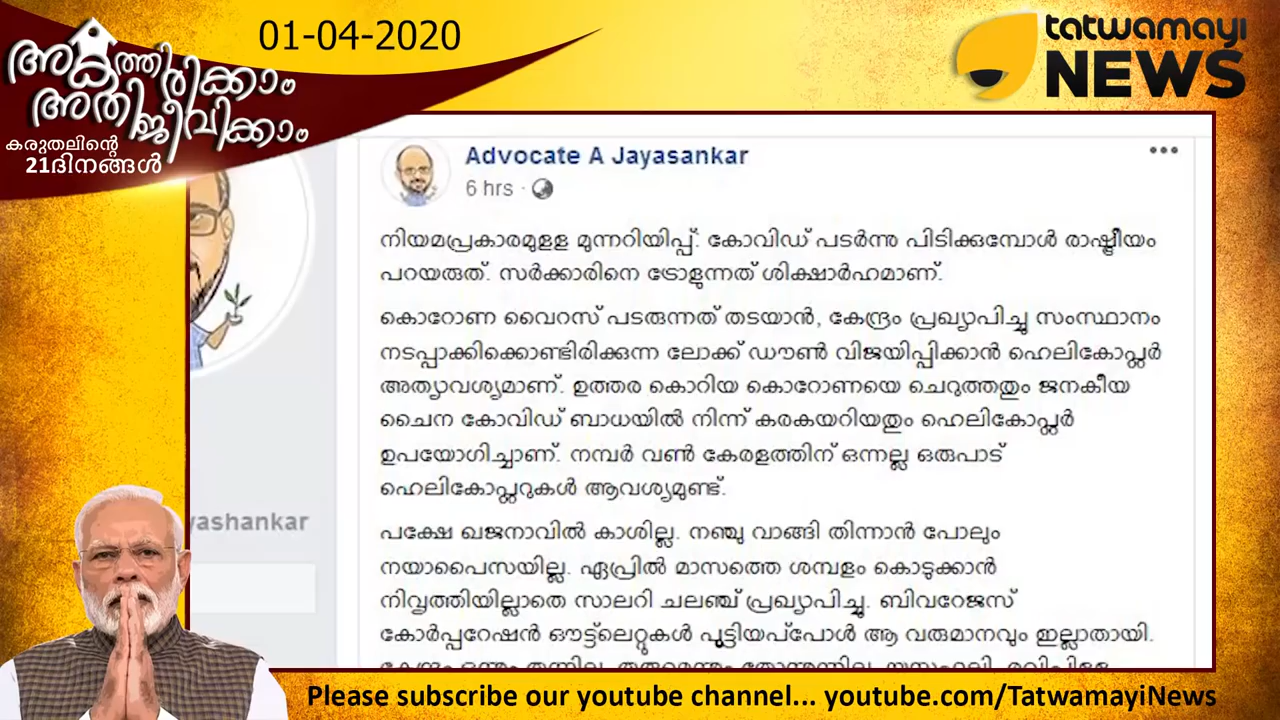 01-04-2020
tatwamayi
NEWS
അകത്തിരിക്കാം
അതിജീവിക്കാം
കരുതലിന്റെ
21ദിനങ്ങൾ
Advocate A Jayasankar
6 hrs ·
നിയമപ്രകാരമുളള മുന്നറിയിപ്പ്: കോവിഡ് പടർന്നു പിടിക്കുമ്പോൾ രാഷ്ട്രീയം
പറയരുത്. സർക്കാരിനെ ട്രോളുന്നത് ശിക്ഷാർഹമാണ്.
കൊറോണ വൈറസ് പടരുന്നത് തടയാൻ, കേന്ദ്രം പ്രഖ്യാപിച്ചു സംസ്ഥാനം
നടപ്പാക്കിക്കൊണ്ടിരിക്കുന്ന ലോക്ക് ഡൗൺ വിജയിപ്പിക്കാൻ ഹെലികോപ്റ്റർ
അത്യാവശ്യമാണ്. ഉത്തര കൊറിയ കൊറോണയെ ചെറുത്തതും ജനകീയ
ചൈന കോവിഡ് ബാധയിൽ നിന്ന് കരകയറിയതും ഹെലികോപ്റ്റർ
ഉപയോഗിച്ചാണ്. നമ്പർ വൺ കേരളത്തിന് ഒന്നല്ല ഒരുപാട്
ഹെലികോപ്റ്ററുകൾ ആവശ്യമുണ്ട്.
yashankar
പക്ഷേ ഖജനാവിൽ കാശില്ല. നഞ്ചു വാങ്ങി തിന്നാൻ പോലും
നയാപൈസയില്ല. ഏപ്രിൽ മാസത്തെ ശമ്പളം കൊടുക്കാൻ
നിവൃത്തിയില്ലാതെ സാലറി ചലഞ്ച് പ്രഖ്യാപിച്ചു. ബിവറേജസ്
കോർപ്പറേഷൻ ഔട്ട്ലെറ്റുകൾ പൂട്ടിയപ്പോൾ ആ വരുമാനവും ഇല്ലാതായി.
Please subscribe our youtube channel... youtube.com/TatwamayiNews